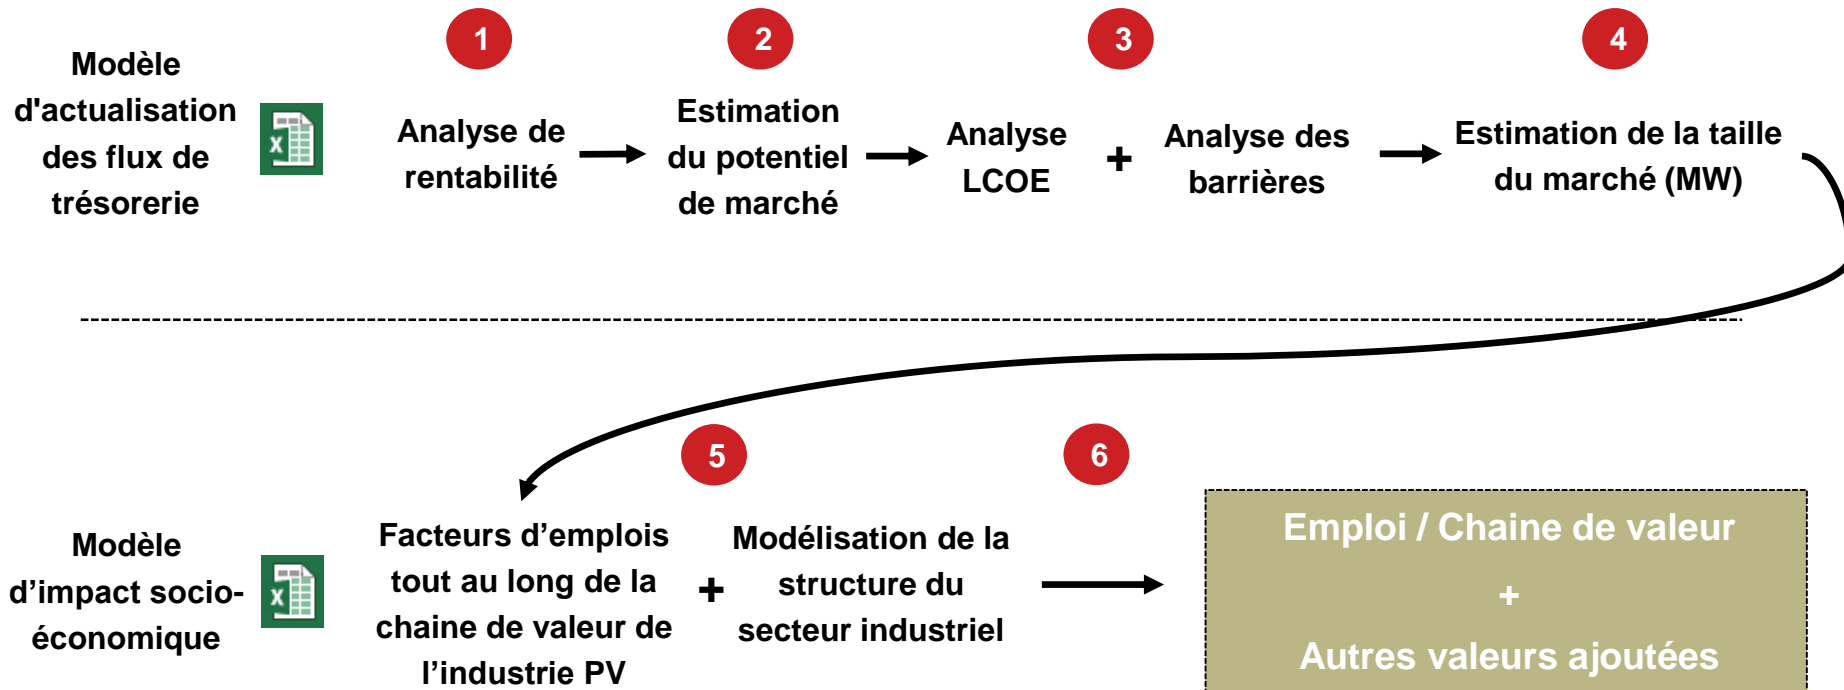 1
2
3
4
Modèle
d'actualisation
des flux de
trésorerie
Analyse de
rentabilité
Estimation
du potentiel
de marché
Analyse
LCOE
+
Analyse des
barrières
Estimation de la taille
du marché (MW)
5
6
Modèle
d’impact socio-
économique
Facteurs d’emplois
tout au long de la
chaine de valeur de
l’industrie PV
+
Modélisation de la
structure du
secteur industriel
Emploi / Chaine de valeur
+
Autres valeurs ajoutées